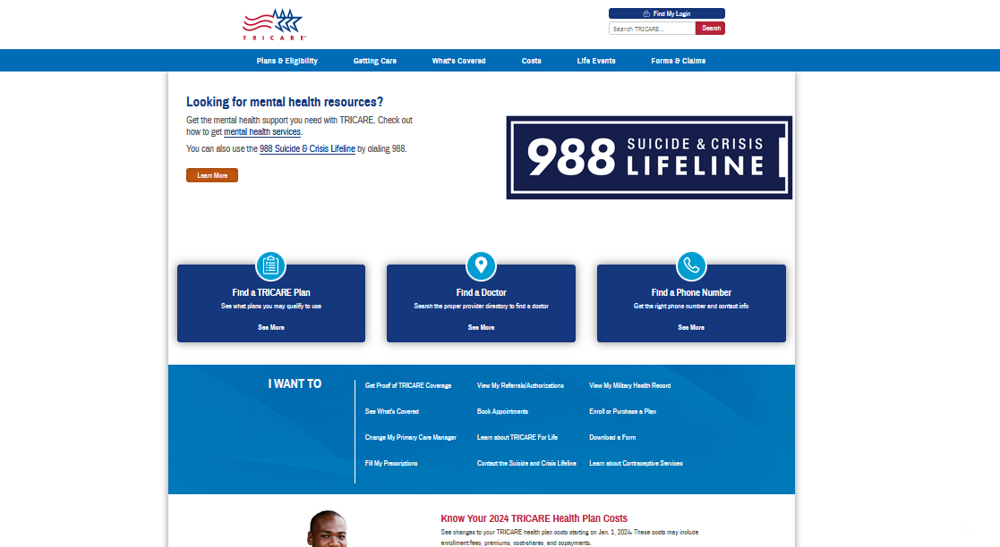 TRICARE
Find My Login
Search TRICARE...
Search
Plans & Eligibility
Getting Care
What's Covered
Costs
Life Events
Forms & Claims
Looking for mental health resources?
Get the mental health support you need with TRICARE. Check out
how to get mental health services.
You can also use the 988 Suicide & Crisis Lifeline by dialing 988.
Learn More
988 SUICIDE & CRISIS
LIFELINE
Find a TRICARE Plan
See what plans you may qualify to use
See More
Find a Doctor
Search the proper provider directory to find a doctor
See More
Find a Phone Number
Get the right phone number and contact info
See More
I WANT TO
Get Proof of TRICARE Coverage
View My Referrals/Authorizations
View My Military Health Record
See What's Covered
Book Appointments
Enroll or Purchase a Plan
Change My Primary Care Manager
Learn about TRICARE For Life
Download a Form
Fill My Prescriptions
Contact the Suicide and Crisis Lifeline
Learn about Contraceptive Services
Know Your 2024 TRICARE Health Plan Costs
See changes to your TRICARE health plan costs starting on Jan. 1, 2024. These costs may include
enrollment fees, premiums, cost-shares, and copayments.